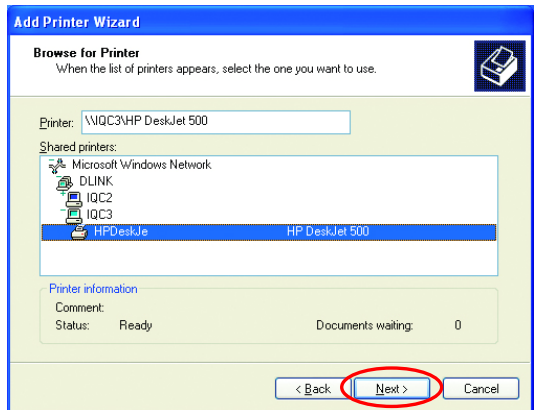 Add Printer Wizard
Browse for Printer
When the list of printers appears, select the one you want to use.
Printer: \\IQC3\HP DeskJet 500
Shared printers:
Microsoft Windows Network
DLINK
IQC2
IQC3
HPDeskJe HP DeskJet 500
Printer information
Comment:
Status: Ready Documents waiting: 0
< Back Next > Cancel